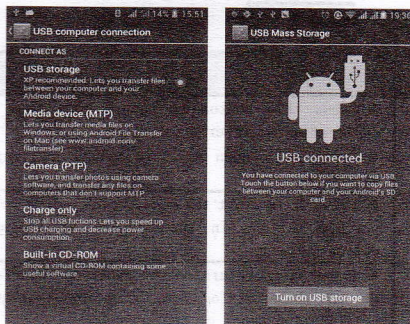 14% 15:51
USB computer connection
CONNECT AS
USB storage
XP recommended. Lets you transfer files
between your computer and your
Android device.
Media device (MTP)
Lets you transfer media files on
Windows, or using Android File Transfer
on Mac (see www.android.com/
filetransfer)
Camera (PTP)
Lets you transfer photos using camera
software, and transfer any files on
computers that don't support MTP
Charge only
Stop all USB fuctions. Lets you speed up
USB charging and decrease power
consumption.
Built-in CD-ROM
Show a virtual CD-ROM containing some
useful software.
19:36
USB Mass Storage
USB connected
You have connected to your computer via USB.
Touch the button below if you want to copy files
between your computer and your Android's SD
card.
Turn on USB storage